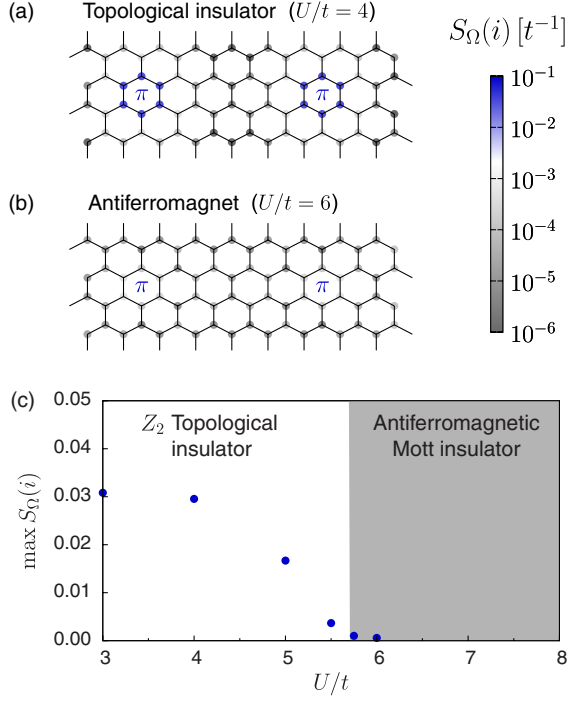 (a) Topological insulator (U/t = 4)
S_Ω(i) [t⁻¹]
π π
10⁻¹
10⁻²
10⁻³
10⁻⁴
10⁻⁵
10⁻⁶
(b) Antiferromagnet (U/t = 6)
π π
(c)
0.05
0.04
0.03
0.02
0.01
0.00
max S_Ω(i)
Z₂ Topological
insulator
Antiferromagnetic
Mott insulator
3 4 5 6 7 8
U/t